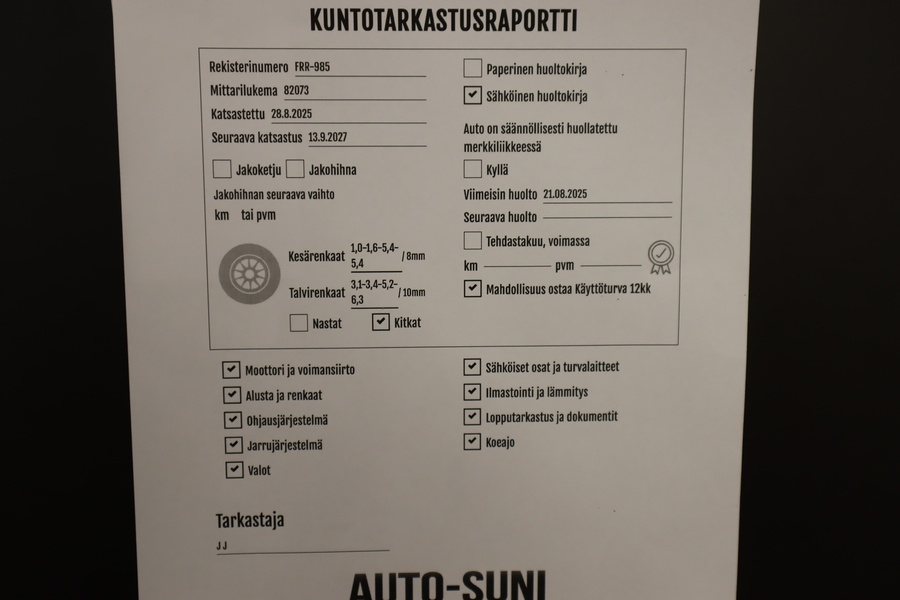 KUNTOTARKASTUSRAPORTTI
Rekisterinumero FRR-985
Mittarilukema 82073
Katsastettu 28.8.2025
Seuraava katsastus 13.9.2027
Jakoketju Jakohihna
Jakohihnan seuraava vaihto
km tai pvm
Kesärenkaat 1,0-1,6-5,4-5,4 / 8mm
Talvirenkaat 3,1-3,4-5,2-6,3 / 10mm
Nastat Kitkat
Paperinen huoltokirja
Sähköinen huoltokirja
Auto on säännöllisesti huollatettu
merkkiliikkeessä
Kyllä
Viimeisin huolto 21.08.2025
Seuraava huolto
Tehdastakuu, voimassa
km pvm
Mahdollisuus ostaa Käyttöturva 12kk
Moottori ja voimansiirto
Alusta ja renkaat
Ohjausjärjestelmä
Jarrujärjestelmä
Valot
Sähköiset osat ja turvalaitteet
Ilmastointi ja lämmitys
Lopputarkastus ja dokumentit
Koeajo
Tarkastaja
JJ
AUTO-SUNI